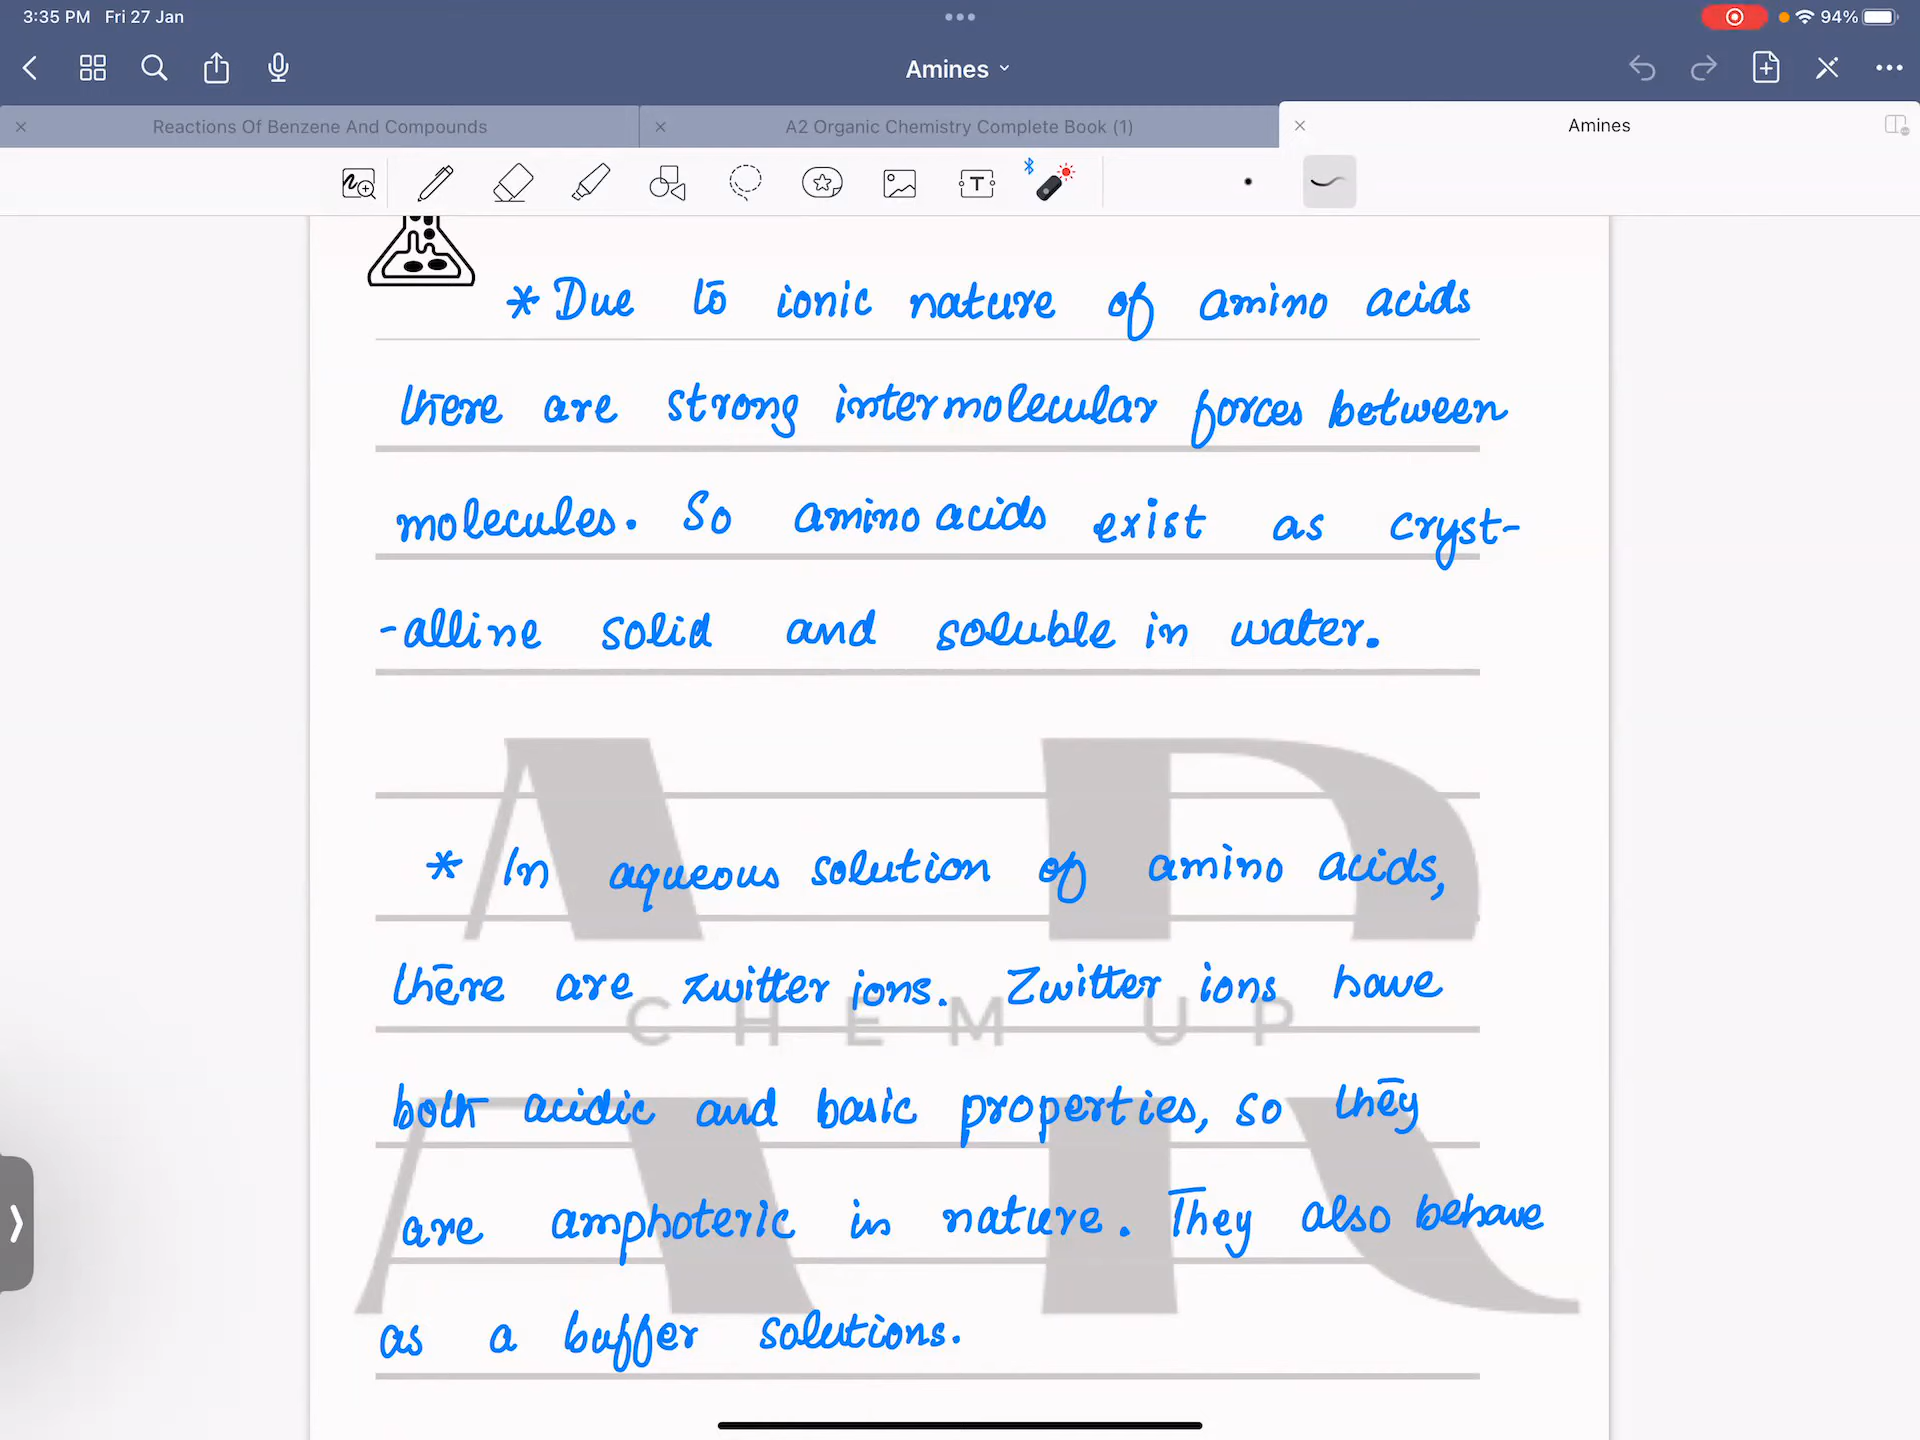 3:35 PM Fri 27 Jan
94%
Amines
Reactions Of Benzene And Compounds
A2 Organic Chemistry Complete Book (1)
Amines
* Due to ionic nature of amino acids
there are strong intermolecular forces between
molecules. So amino acids exist as cryst-
-alline solid and soluble in water.
* In aqueous solution of amino acids,
there are zwitter ions. Zwitter ions have
both acidic and basic properties, so they
are amphoteric in nature. They also behave
as a buffer solutions.
AR
CHEM UP
AR